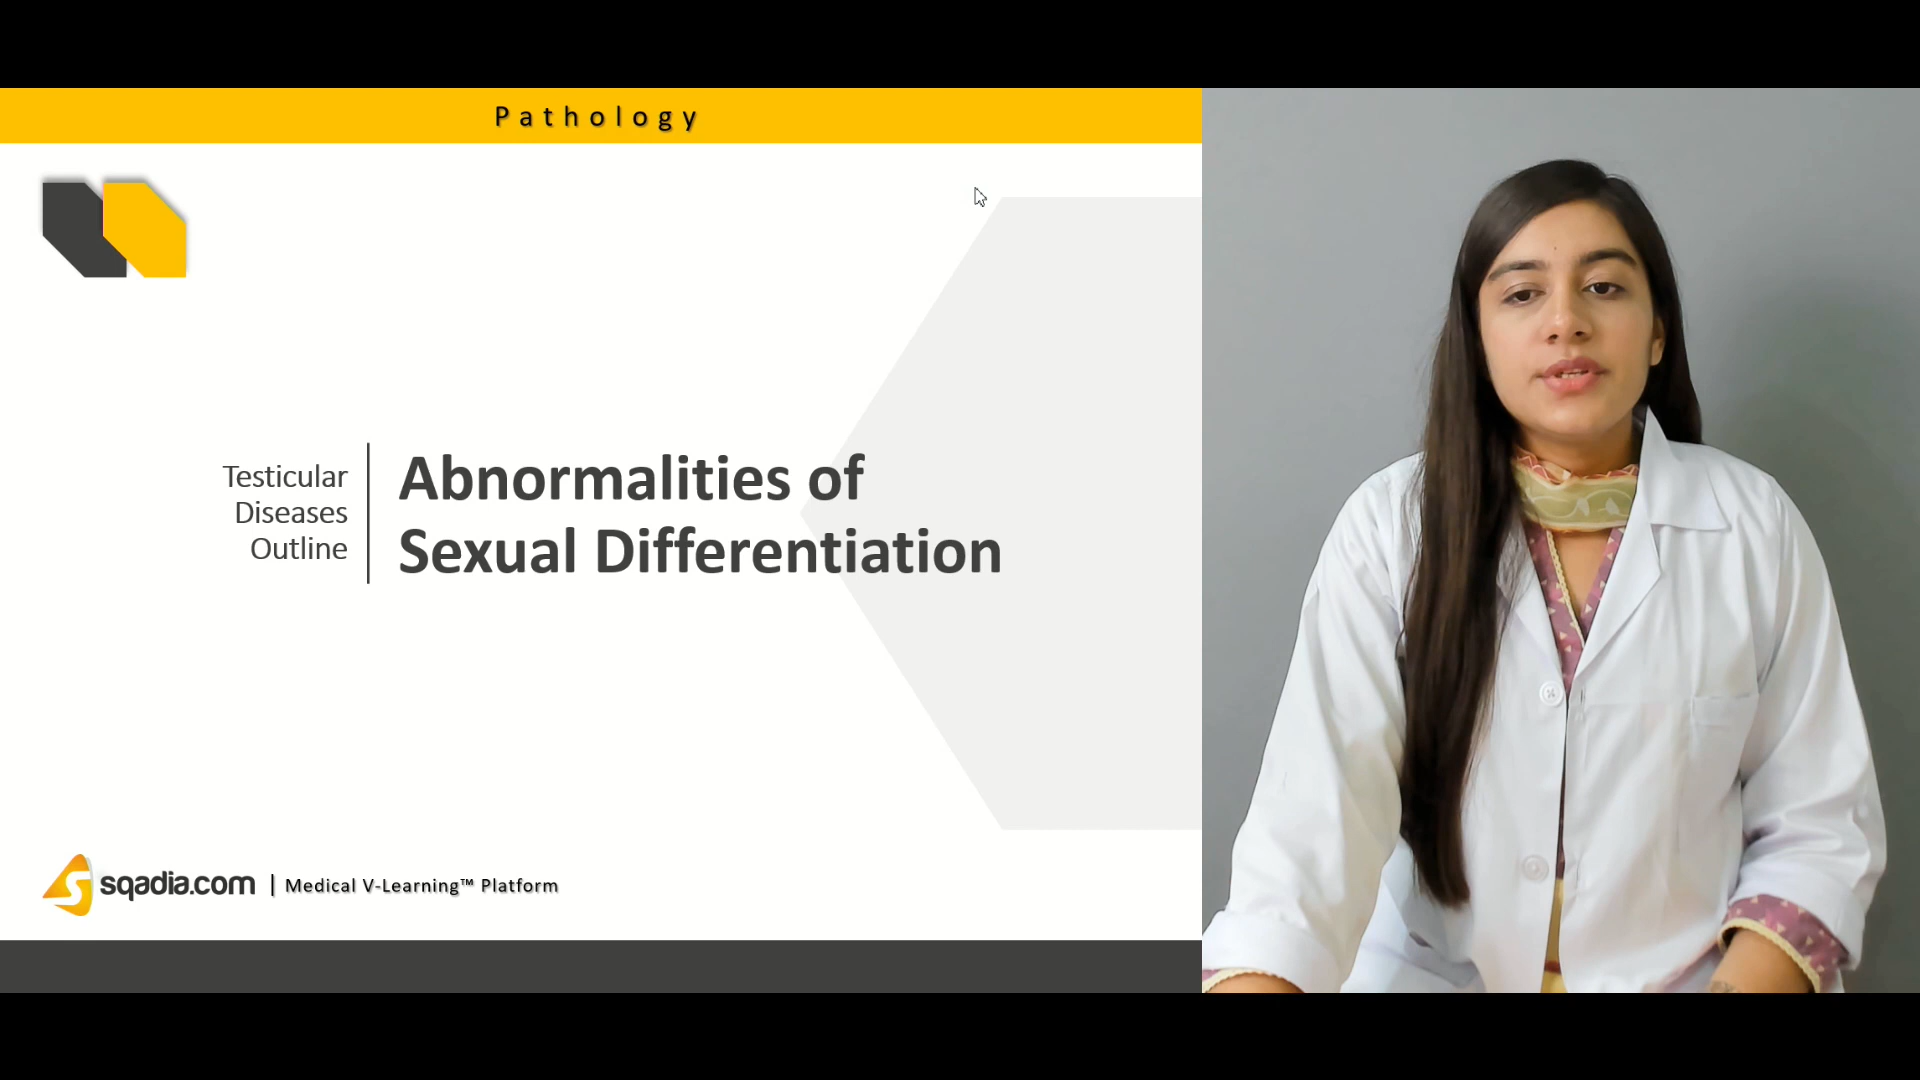 Pathology
Testicular
Diseases
Outline
Abnormalities of
Sexual Differentiation
sqadia.com | Medical V-Learning™ Platform